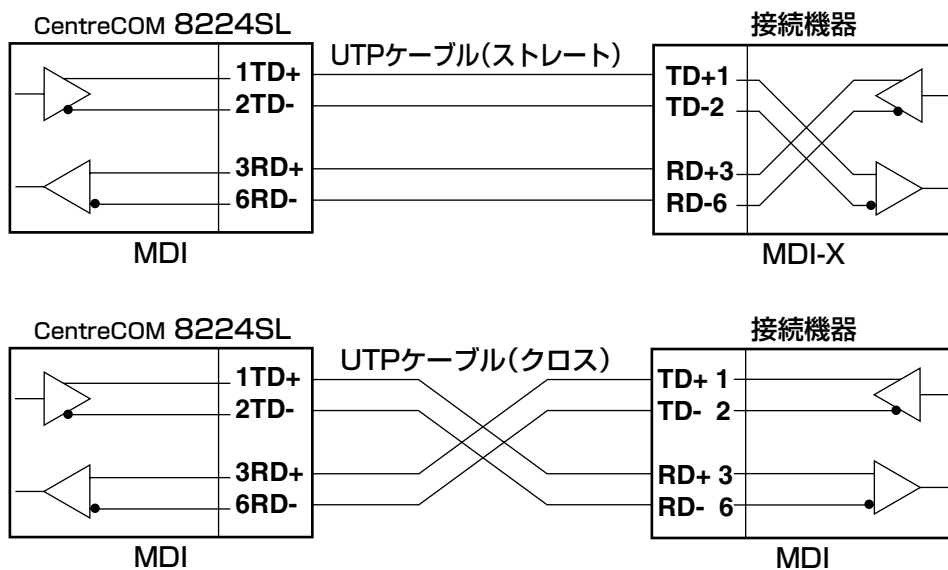 CentreCOM 8224SL
接続機器
UTPケーブル(ストレート)
1TD+
2TD-
3RD+
6RD-
TD+1
TD-2
RD+3
RD-6
MDI
MDI-X
CentreCOM 8224SL
接続機器
UTPケーブル(クロス)
1TD+
2TD-
3RD+
6RD-
TD+ 1
TD- 2
RD+ 3
RD- 6
MDI
MDI